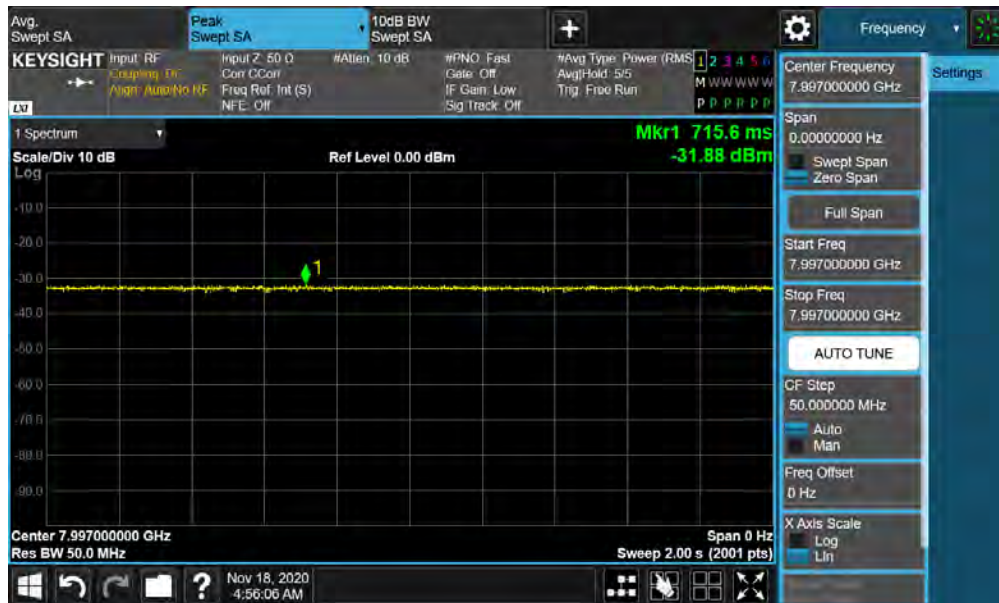 Avg.
Swept SA
Peak
Swept SA
10dB BW
Swept SA
+
Frequency
KEYSIGHT
Input: RF
Coupling: DC
Align: Auto/No RF
Input Z: 50 Ω
Corr CCorr
Freq Ref: Int (S)
NFE: Off
#Atten: 10 dB
#PNO: Fast
Gate: Off
IF Gain: Low
Sig Track: Off
#Avg Type: Power (RMS
Avg|Hold: 5/5
Trig: Free Run
1 2 3 4 5 6
M W W W W W
P P P P P P
LXI
1 Spectrum
Scale/Div 10 dB
Ref Level 0.00 dBm
Mkr1 715.6 ms
-31.88 dBm
Log
-10.0
-20.0
-30.0
-40.0
-50.0
-60.0
-70.0
-80.0
-90.0
1
Center 7.997000000 GHz
Res BW 50.0 MHz
Span 0 Hz
Sweep 2.00 s (2001 pts)
?
Nov 18, 2020
4:56:06 AM
Center Frequency
7.997000000 GHz
Settings
Span
0.00000000 Hz
Swept Span
Zero Span
Full Span
Start Freq
7.997000000 GHz
Stop Freq
7.997000000 GHz
AUTO TUNE
CF Step
50.000000 MHz
Auto
Man
Freq Offset
0 Hz
X Axis Scale
Log
Lin